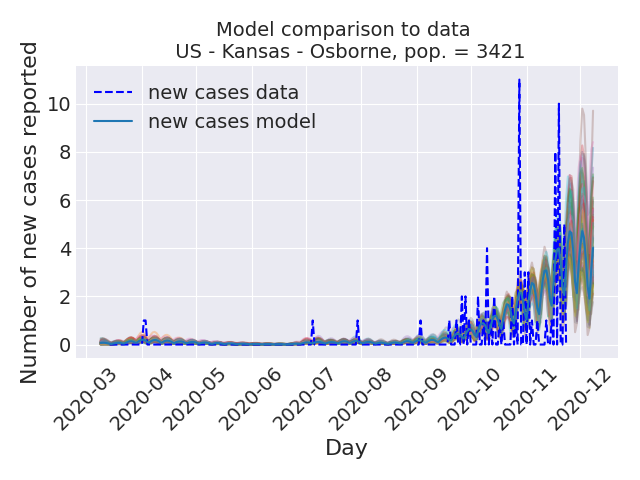 Model comparison to data
US - Kansas - Osborne, pop. = 3421
Number of new cases reported
new cases data
new cases model
10
8
6
4
2
0
2020-03
2020-04
2020-05
2020-06
2020-07
2020-08
2020-09
2020-10
2020-11
2020-12
Day